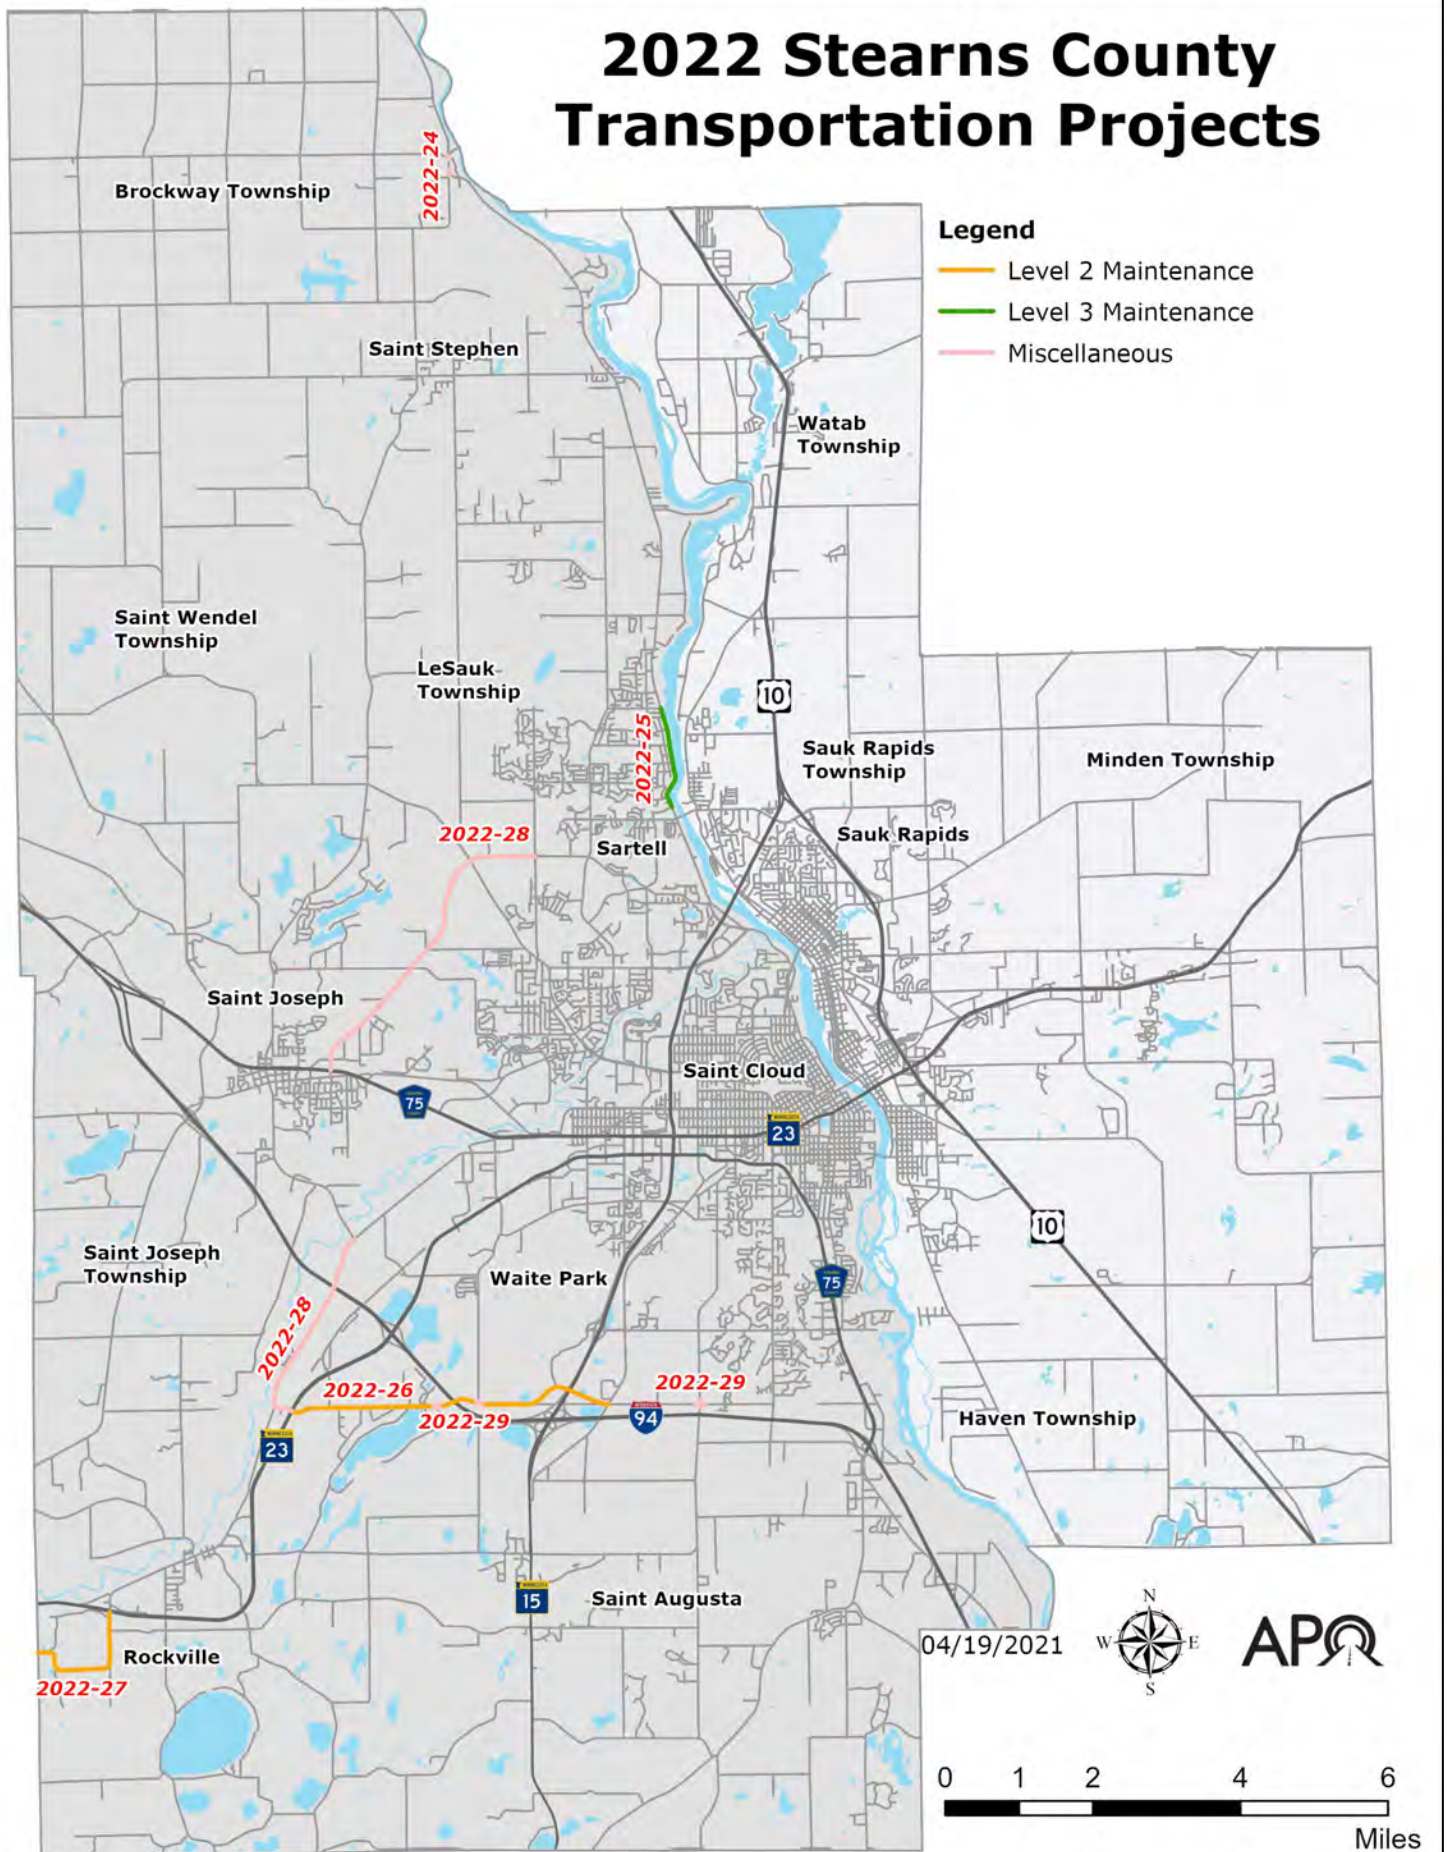 2022 Stearns County
Transportation Projects
Legend
Level 2 Maintenance
Level 3 Maintenance
Miscellaneous
2022-24
Brockway Township
Saint Stephen
Watab
Township
Saint Wendel
Township
LeSauk
Township
10
2022-25
Sauk Rapids
Township
Minden Township
2022-28
Sartell
Sauk Rapids
Saint Joseph
Saint Cloud
75
23
10
Saint Joseph
Township
Waite Park
75
2022-28
2022-26
2022-29
2022-29
94
Haven Township
23
15
Saint Augusta
Rockville
2022-27
04/19/2021
N
W
E
S
APO
0 1 2 4 6
Miles